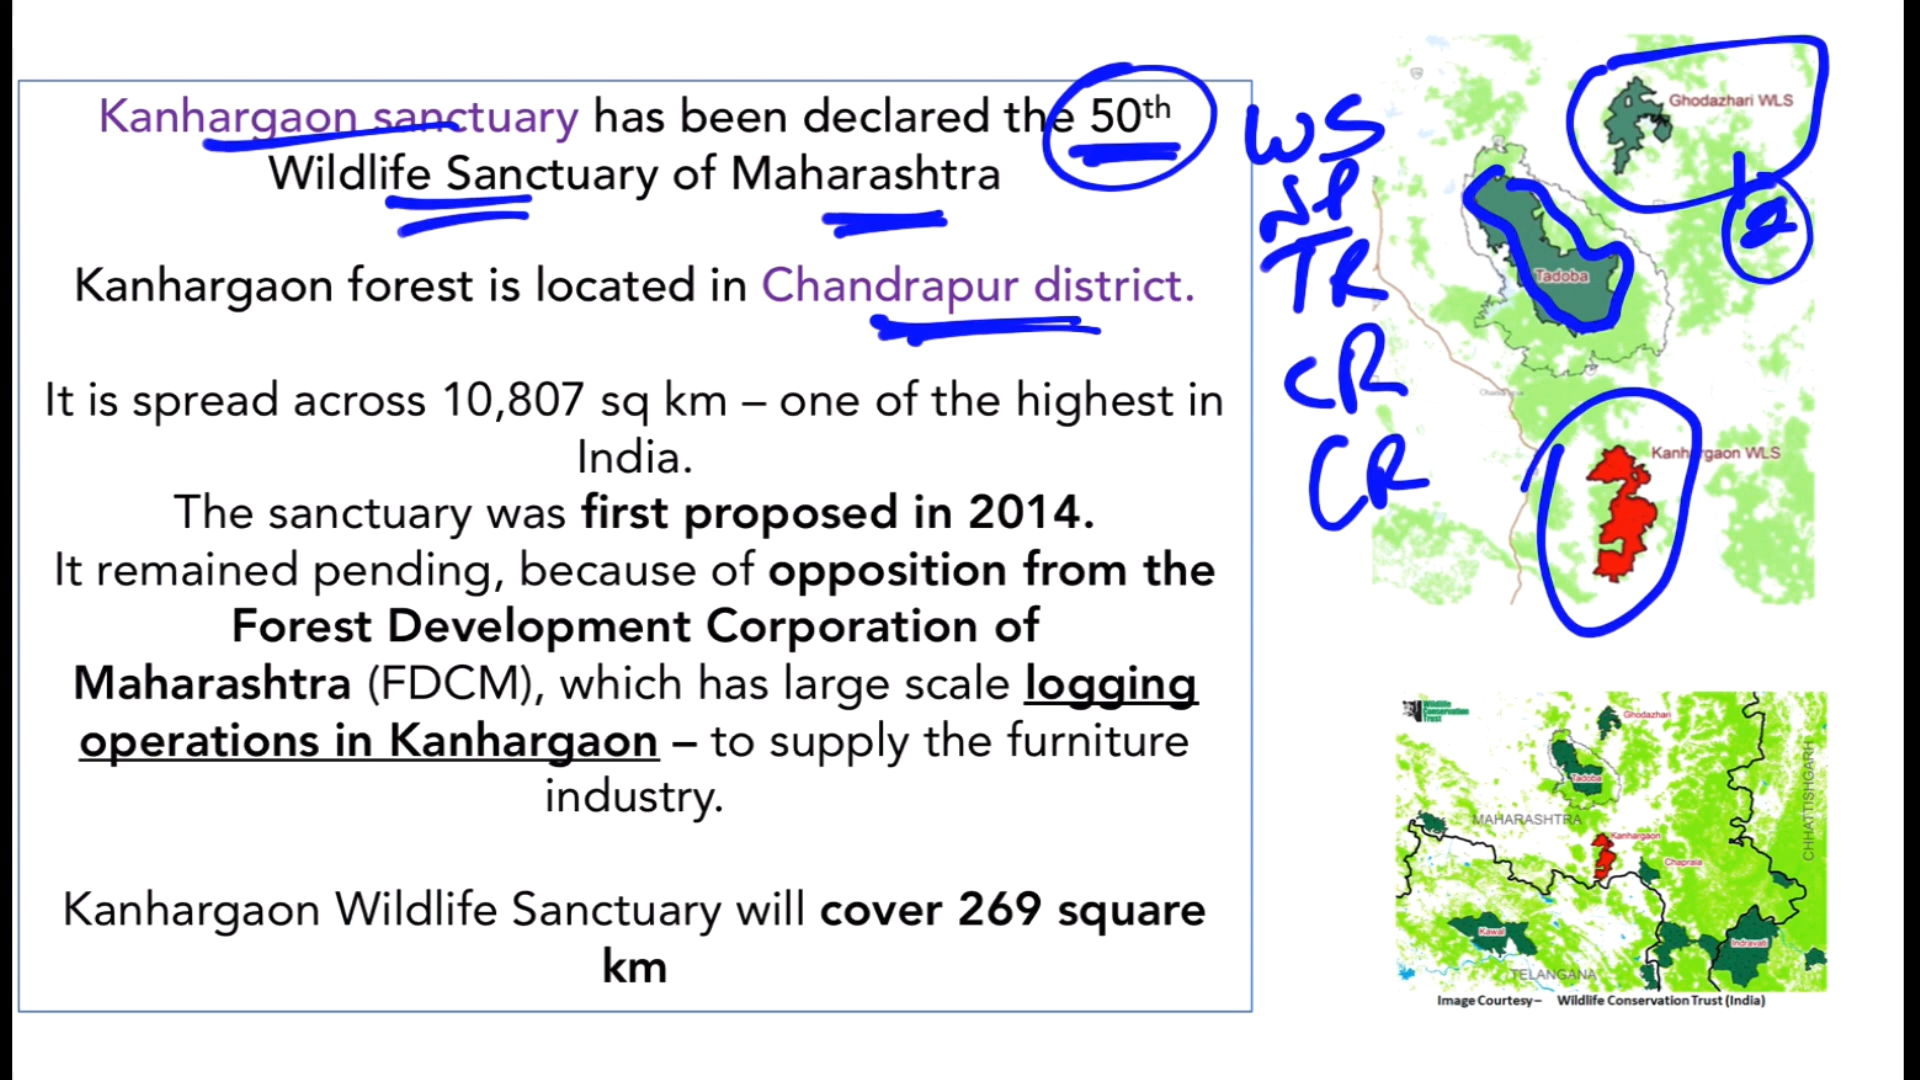 Kanhargaon sanctuary has been declared the 50th
Wildlife Sanctuary of Maharashtra
Kanhargaon forest is located in Chandrapur district.
It is spread across 10,807 sq km – one of the highest in
India.
The sanctuary was first proposed in 2014.
It remained pending, because of opposition from the
Forest Development Corporation of
Maharashtra (FDCM), which has large scale logging
operations in Kanhargaon – to supply the furniture
industry.
Kanhargaon Wildlife Sanctuary will cover 269 square
km
WS
NP
TR
CR
CR
Ghodazhari WLS
Tadoba
Kanhargaon WLS
Wildlife
Conservation
Trust
Ghodazhari
Tadoba
MAHARASHTRA
Kanhargaon
Chaprala
CHHATTISHGARH
Kawal
Indravati
TELANGANA
Image Courtesy– Wildlife Conservation Trust (India)